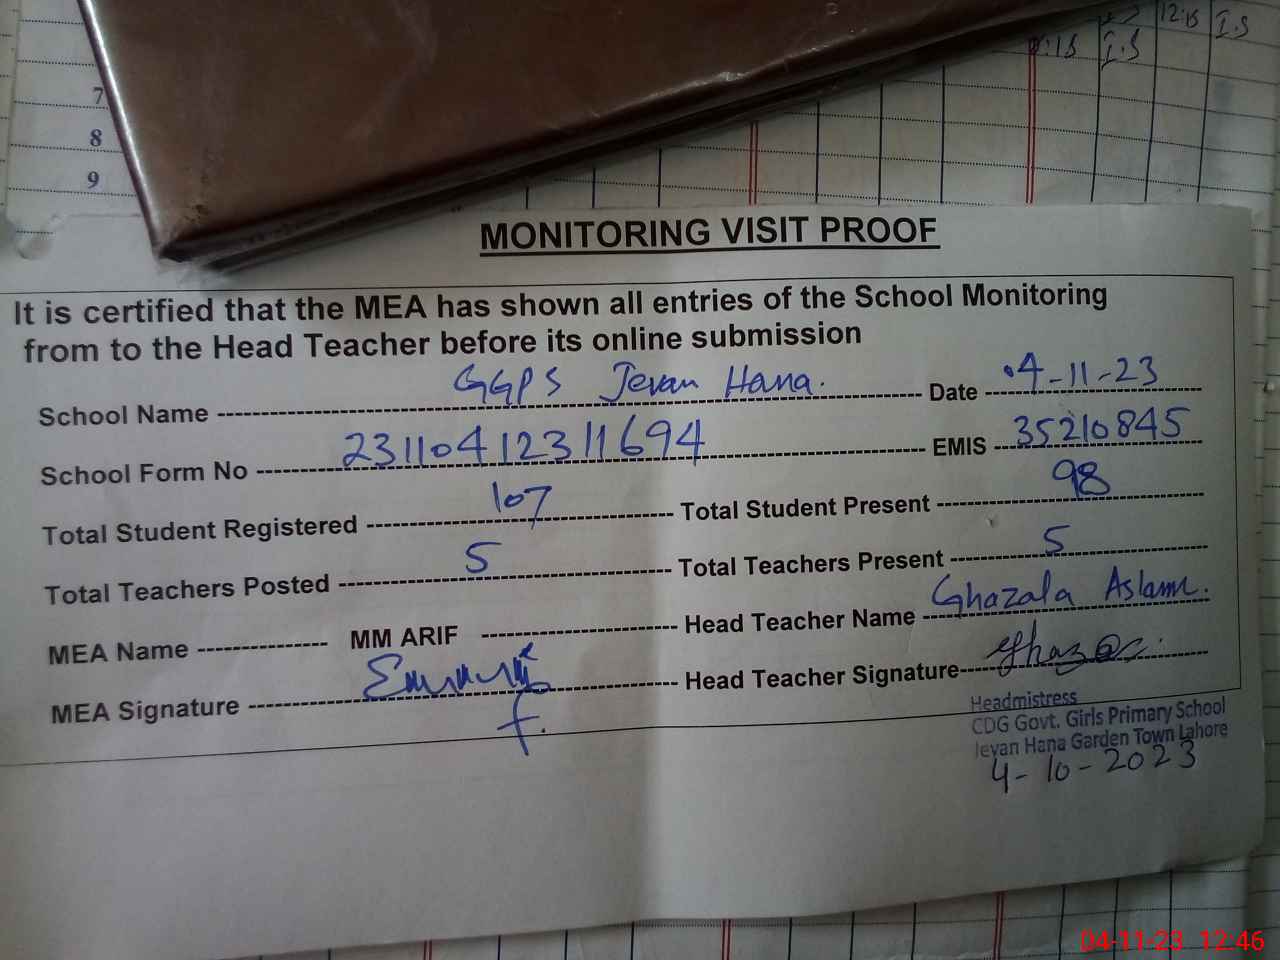 12:15 I.S
I.S
7
8
9
MONITORING VISIT PROOF
It is certified that the MEA has shown all entries of the School Monitoring
from to the Head Teacher before its online submission
School Name GGPS Jevan Hana. Date 04-11-23
School Form No 23110412311694 EMIS 35210845
Total Student Registered 107 Total Student Present 98
Total Teachers Posted 5 Total Teachers Present 5
MEA Name MM ARIF Head Teacher Name Ghazala Aslam.
MEA Signature Head Teacher Signature
Headmistress
CDG Govt. Girls Primary School
Jevan Hana Garden Town Lahore
4-10-2023
04-11-23 12:46